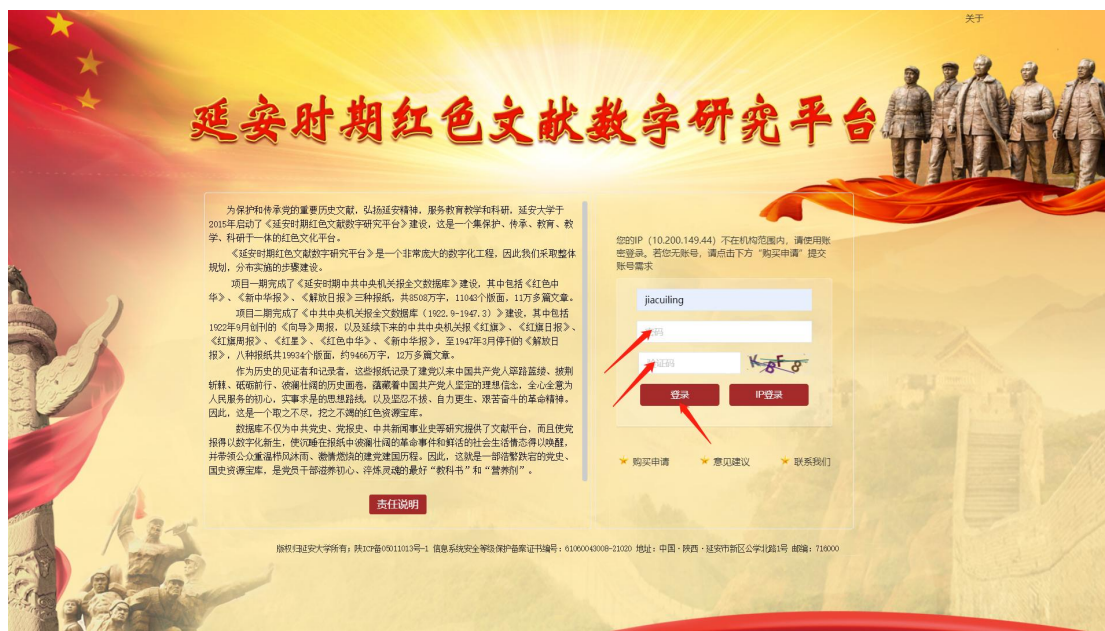 关于
延安时期红色文献数字研究平台
为保护和传承党的重要历史文献，弘扬延安精神，服务教育教学和科研，延安大学于
2015年启动了《延安时期红色文献数字研究平台》建设，这是一个集保护、传承、教育、教
学、科研于一体的红色文化平台。
《延安时期红色文献数字研究平台》是一个非常庞大的数字化工程，因此我们采取整体
规划，分布实施的步骤建设。
项目一期完成了《延安时期中共中央机关报全文数据库》建设，其中包括《红色中
华》、《新中华报》、《解放日报》三种报纸，共8508万字，11043个版面，11万多篇文章。
项目二期完成了《中共中央机关报全文数据库（1922.9-1947.3）》建设，其中包括
1922年9月创刊的《向导》周报，以及延续下来的中共中央机关报《红旗》、《红旗日报》、
《红旗周报》、《红星》、《红色中华》、《新中华报》，至1947年3月停刊的《解放日
报》，八种报纸共19934个版面，约9466万字，12万多篇文章。
作为历史的见证者和记录者，这些报纸记录了建党以来中国共产党人筚路蓝缕、披荆
斩棘、砥砺前行、波澜壮阔的历史画卷，蕴藏着中国共产党人坚定的理想信念，全心全意为
人民服务的初心，实事求是的思想路线，以及坚忍不拔、自力更生、艰苦奋斗的革命精神。
因此，这是一个取之不尽，挖之不竭的红色资源宝库。
数据库不仅为中共党史、党报史、中共新闻事业史等研究提供了文献平台，而且使党
报得以数字化新生，使沉睡在报纸中波澜壮阔的革命事件和鲜活的社会生活情态得以唤醒，
并带领公众重温栉风沐雨、激情燃烧的建党建国历程。因此，这就是一部浩繁跌宕的党史、
国史资源宝库，是党员干部滋养初心、淬炼灵魂的最好“教科书”和“营养剂”。
责任说明
您的IP（10.200.149.44）不在机构范围内，请使用账
密登录。若您无账号，请点击下方“购买申请”提交
账号需求
jiacuiling
密码
验证码
K8F8
登录
IP登录
购买申请
意见建议
联系我们
版权归延安大学所有；陕ICP备05011013号-1 信息系统安全等级保护备案证书编号：61060043008-21020 地址：中国·陕西·延安市新区公学北路1号 邮编：716000